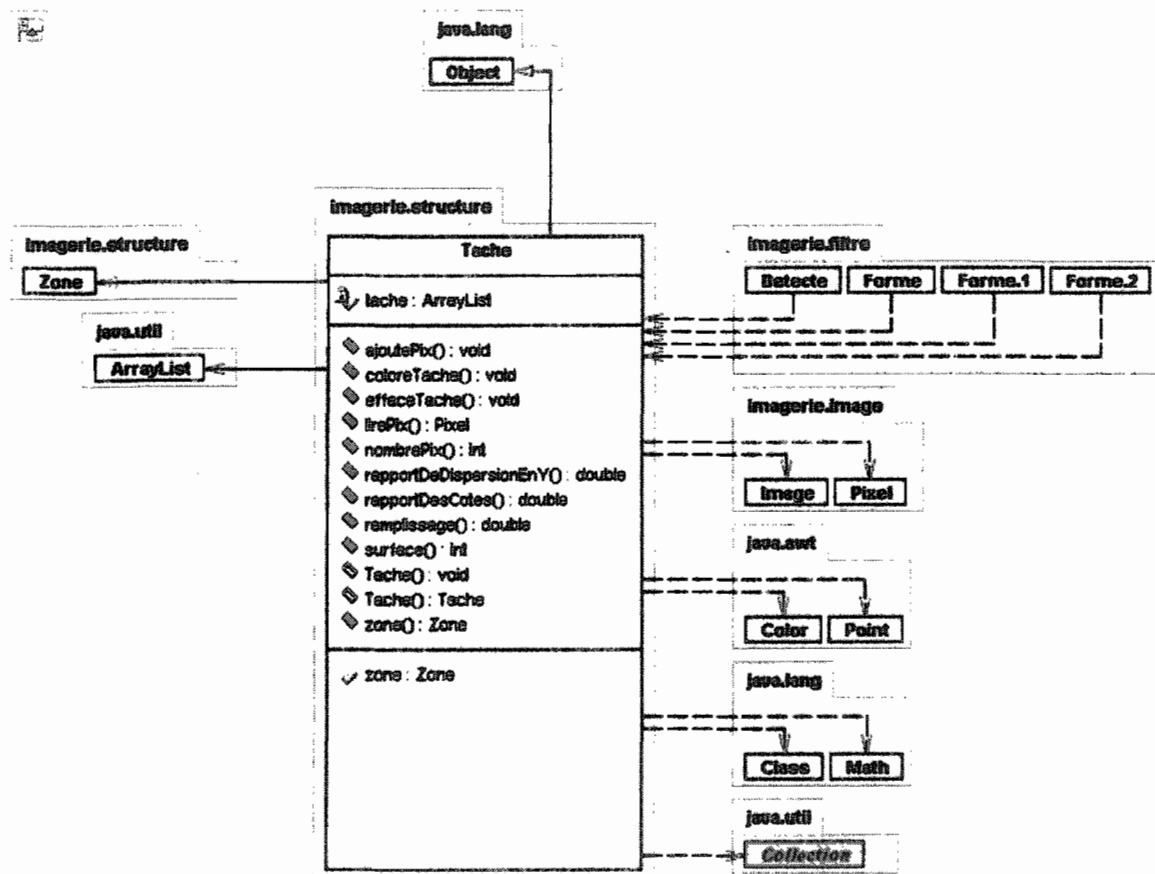 java.lang
Object
imagerie.structure
Zone
java.util
ArrayList
imagerie.structure
Tache
tache : ArrayList
ajoutePix() : void
coloreTache() : void
effaceTache() : void
lirePix() : Pixel
nombrePix() : int
rapportDeDispersionEnY() : double
rapportDesCotes() : double
remplissage() : double
surface() : int
Tache() : void
Tache() : Tache
zone() : Zone
zone : Zone
imagerie.filtre
Detecte Forme Forme.1 Forme.2
imagerie.image
Image Pixel
java.awt
Color Point
java.lang
Class Math
java.util
Collection